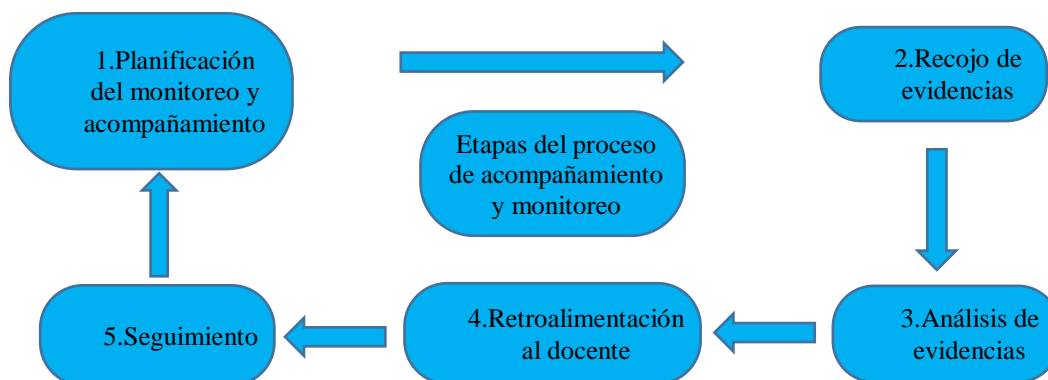 1.Planificación
del monitoreo y
acompañamiento
2.Recojo de
evidencias
Etapas del proceso
de acompañamiento
y monitoreo
3.Análisis de
evidencias
4.Retroalimentación
al docente
5.Seguimiento